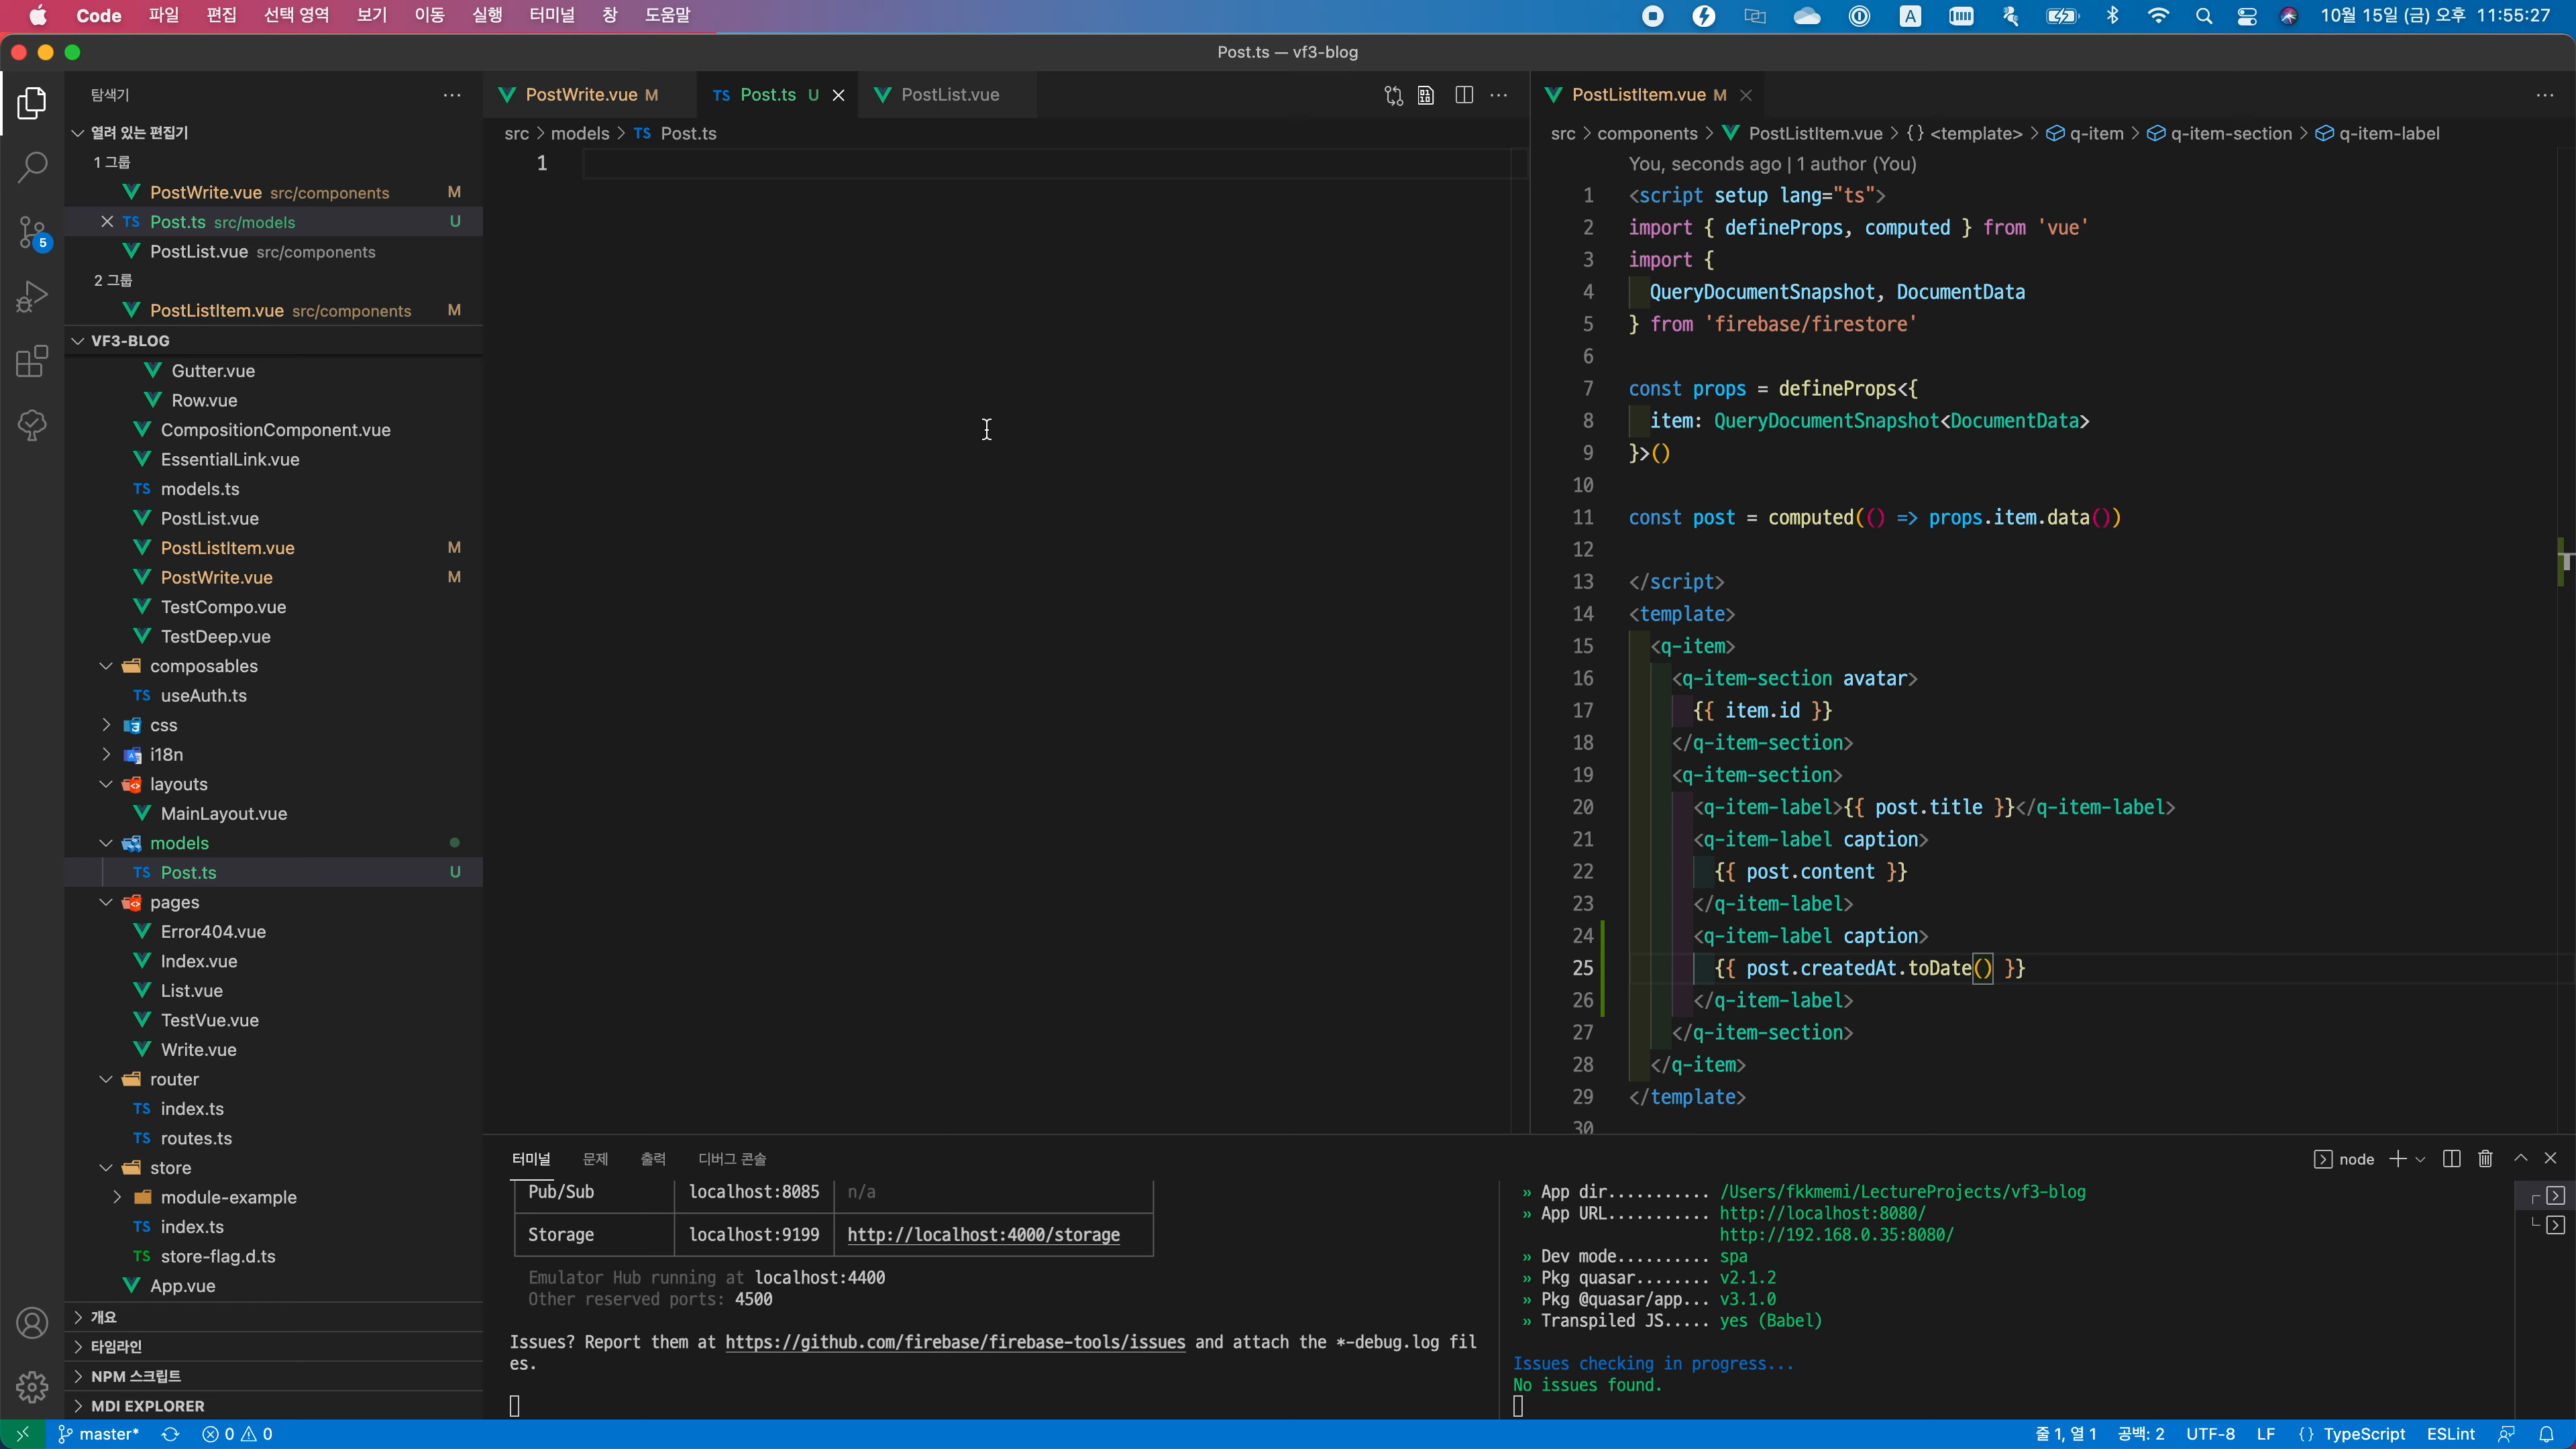 Code 파일 편집 선택 영역 보기 이동 실행 터미널 창 도움말
10월 15일 (금) 오후 11:55:27
Post.ts — vf3-blog
탐색기
열려 있는 편집기
1 그룹
PostWrite.vue src/components M
TS Post.ts src/models U
PostList.vue src/components
2 그룹
PostListItem.vue src/components M
5
VF3-BLOG
Gutter.vue
Row.vue
CompositionComponent.vue
EssentialLink.vue
TS models.ts
PostList.vue
PostListItem.vue M
PostWrite.vue M
TestCompo.vue
TestDeep.vue
composables
TS useAuth.ts
css
i18n
layouts
MainLayout.vue
models
TS Post.ts U
pages
Error404.vue
Index.vue
List.vue
TestVue.vue
Write.vue
router
TS index.ts
TS routes.ts
store
module-example
TS index.ts
TS store-flag.d.ts
App.vue
개요
타임라인
NPM 스크립트
MDI EXPLORER
PostWrite.vue M TS Post.ts U PostList.vue
src > models > TS Post.ts
1
PostListItem.vue M
src > components > PostListItem.vue > {} <template> > q-item > q-item-section > q-item-label
You, seconds ago | 1 author (You)
1 <script setup lang="ts">
2 import { defineProps, computed } from 'vue'
3 import {
4 QueryDocumentSnapshot, DocumentData
5 } from 'firebase/firestore'
6
7 const props = defineProps<{
8 item: QueryDocumentSnapshot<DocumentData>
9 }>()
10
11 const post = computed(() => props.item.data())
12
13 </script>
14 <template>
15 <q-item>
16 <q-item-section avatar>
17 {{ item.id }}
18 </q-item-section>
19 <q-item-section>
20 <q-item-label>{{ post.title }}</q-item-label>
21 <q-item-label caption>
22 {{ post.content }}
23 </q-item-label>
24 <q-item-label caption>
25 {{ post.createdAt.toDate() }}
26 </q-item-label>
27 </q-item-section>
28 </q-item>
29 </template>
30
터미널 문제 출력 디버그 콘솔
node
Pub/Sub localhost:8085 n/a
Storage localhost:9199 http://localhost:4000/storage
Emulator Hub running at localhost:4400
Other reserved ports: 4500
Issues? Report them at https://github.com/firebase/firebase-tools/issues and attach the *-debug.log fil
es.
» App dir........... /Users/fkkmemi/LectureProjects/vf3-blog
» App URL........... http://localhost:8080/
http://192.168.0.35:8080/
» Dev mode.......... spa
» Pkg quasar........ v2.1.2
» Pkg @quasar/app... v3.1.0
» Transpiled JS..... yes (Babel)
Issues checking in progress...
No issues found.
master* 0 0
줄 1, 열 1 공백: 2 UTF-8 LF {} TypeScript ESLint